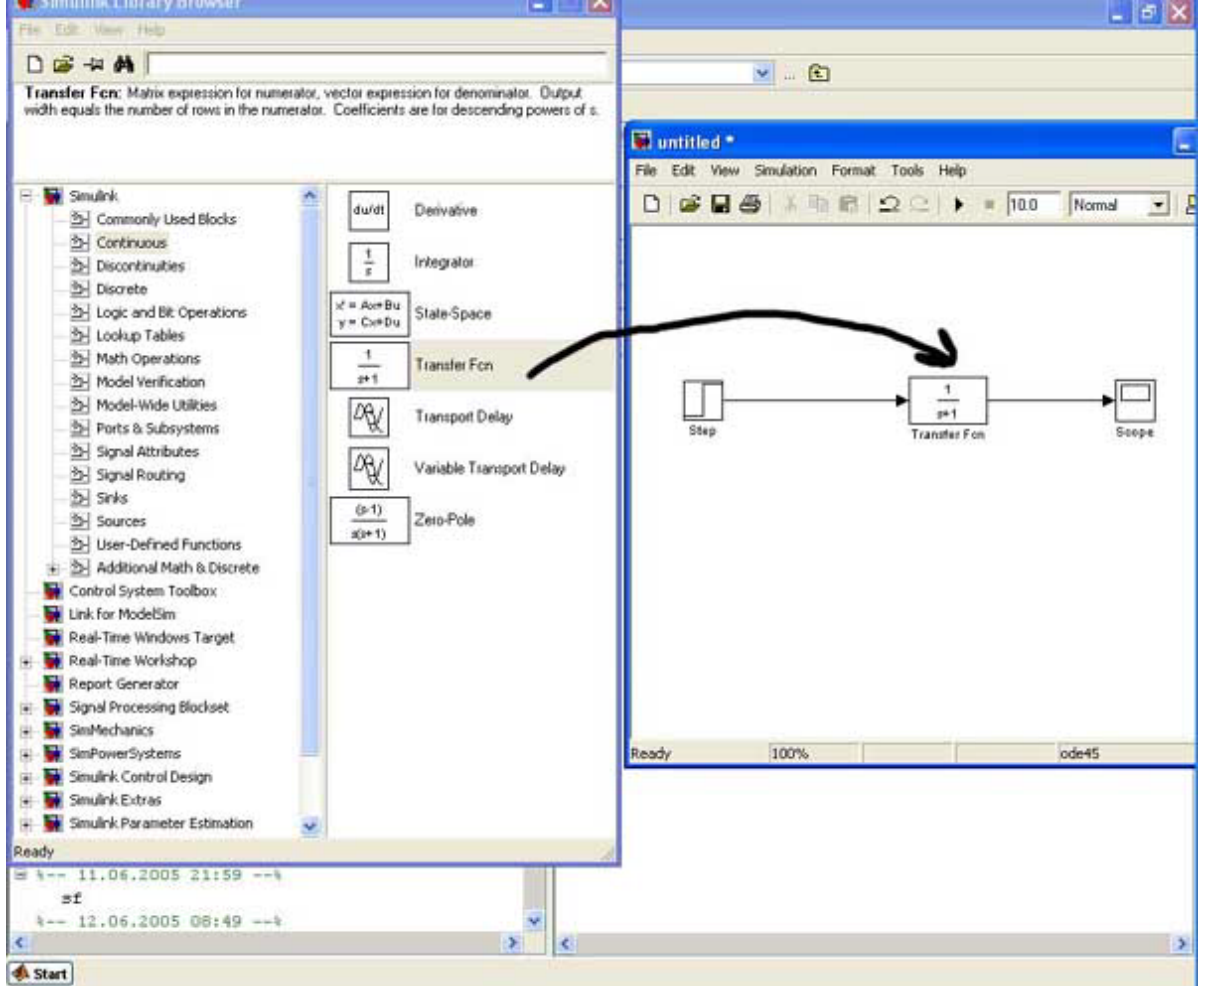 Simulink Library Browser
File Edit View Help
Transfer Fcn: Matrix expression for numerator, vector expression for denominator. Output
width equals the number of rows in the numerator. Coefficients are for descending powers of s.
Simulink
Commonly Used Blocks
Continuous
Discontinuities
Discrete
Logic and Bit Operations
Lookup Tables
Math Operations
Model Verification
Model-Wide Utilities
Ports & Subsystems
Signal Attributes
Signal Routing
Sinks
Sources
User-Defined Functions
Additional Math & Discrete
Control System Toolbox
Link for ModelSim
Real-Time Windows Target
Real-Time Workshop
Report Generator
Signal Processing Blockset
SimMechanics
SimPowerSystems
Simulink Control Design
Simulink Extras
Simulink Parameter Estimation
Ready
du/dt Derivative
1
s
Integrator
x' = Ax+Bu
y = Cx+Du
State-Space
1
s+1
Transfer Fcn
Transport Delay
Variable Transport Delay
(s-1)
s(s+1)
Zero-Pole
...
untitled *
File Edit View Simulation Format Tools Help
10.0 Normal
Step
1
s+1
Transfer Fcn
Scope
Ready 100% ode45
%-- 11.06.2005 21:59 --%
sf
%-- 12.06.2005 08:49 --%
Start